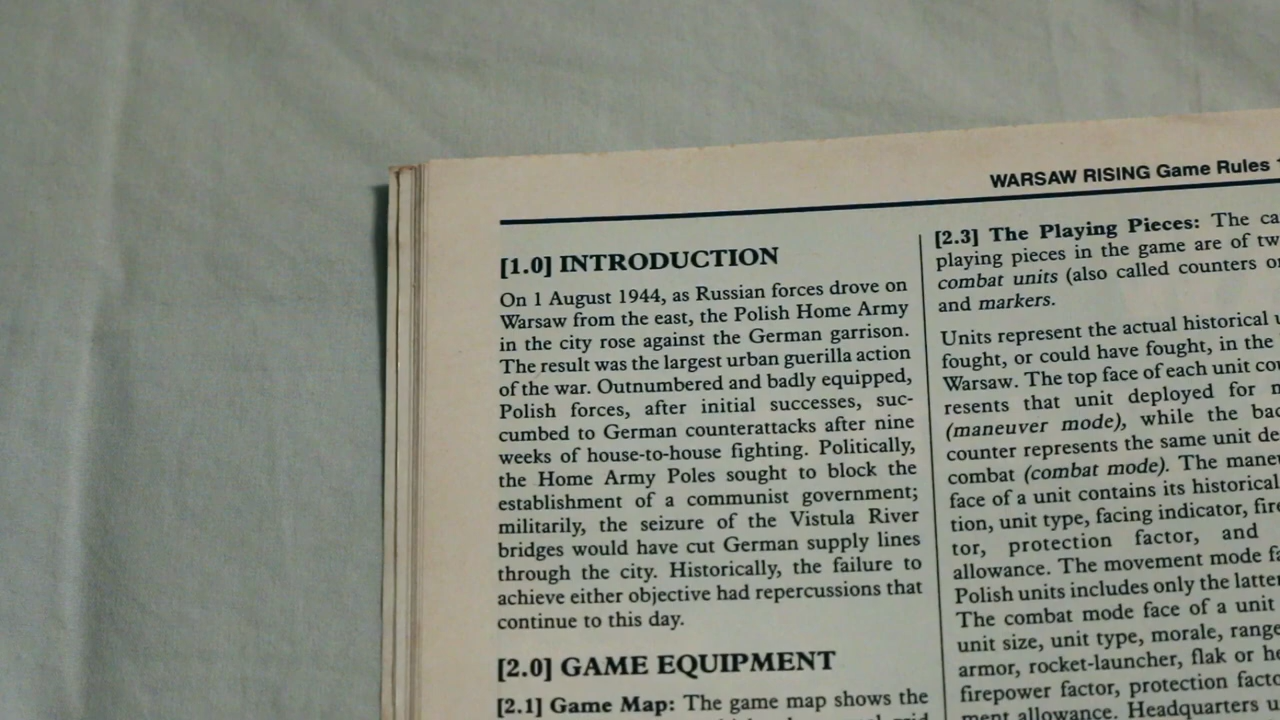 WARSAW RISING Game Rules
[1.0] INTRODUCTION
On 1 August 1944, as Russian forces drove on
Warsaw from the east, the Polish Home Army
in the city rose against the German garrison.
The result was the largest urban guerilla action
of the war. Outnumbered and badly equipped,
Polish forces, after initial successes, suc-
cumbed to German counterattacks after nine
weeks of house-to-house fighting. Politically,
the Home Army Poles sought to block the
establishment of a communist government;
militarily, the seizure of the Vistula River
bridges would have cut German supply lines
through the city. Historically, the failure to
achieve either objective had repercussions that
continue to this day.
[2.0] GAME EQUIPMENT
[2.1] Game Map: The game map shows the
[2.3] The Playing Pieces: The
playing pieces in the game are of
combat units (also called counters
and markers.
Units represent the actual historical
fought, or could have fought, in the
Warsaw. The top face of each unit
resents that unit deployed for
(maneuver mode), while the
counter represents the same unit
combat (combat mode). The
face of a unit contains its historical
tion, unit type, facing indicator,
tor, protection factor, and
allowance. The movement mode
Polish units includes only the latter
The combat mode face of a unit
unit size, unit type, morale, range
armor, rocket-launcher, flak or
firepower factor, protection
ment allowance. Headquarters